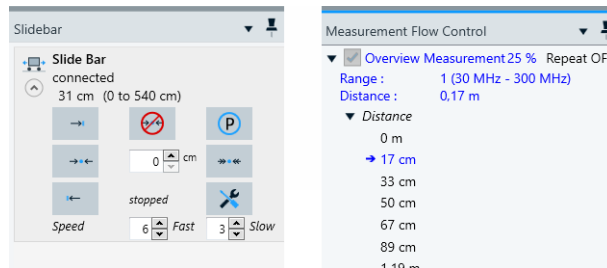 Slidebar
Slide Bar
connected
31 cm (0 to 540 cm)
P
0 cm
stopped
Speed 6 Fast 3 Slow
Measurement Flow Control
Overview Measurement 25 % Repeat OF
Range : 1 (30 MHz - 300 MHz)
Distance : 0,17 m
Distance
0 m
17 cm
33 cm
50 cm
67 cm
89 cm
1,19 m